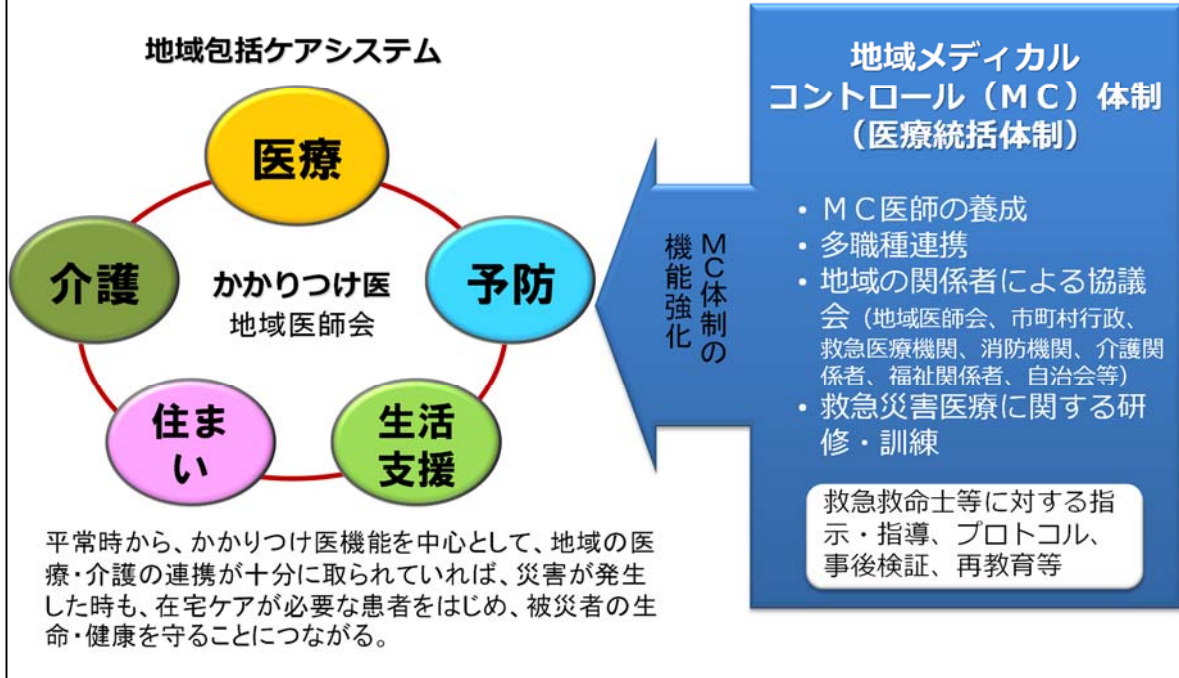 地域包括ケアシステム
医療
介護
予防
かかりつけ医
地域医師会
住ま
い
生活
支援
平常時から、かかりつけ医機能を中心として、地域の医
療・介護の連携が十分に取られていれば、災害が発生
した時も、在宅ケアが必要な患者をはじめ、被災者の生
命・健康を守ることにつながる。
MC体制の
機能強化
地域メディカル
コントロール（ＭＣ）体制
（医療統括体制）
• ＭＣ医師の養成
• 多職種連携
• 地域の関係者による協議
会（地域医師会、市町村行政、
救急医療機関、消防機関、介護関
係者、福祉関係者、自治会等）
• 救急災害医療に関する研
修・訓練
救急救命士等に対する指
示・指導、プロトコル、
事後検証、再教育等